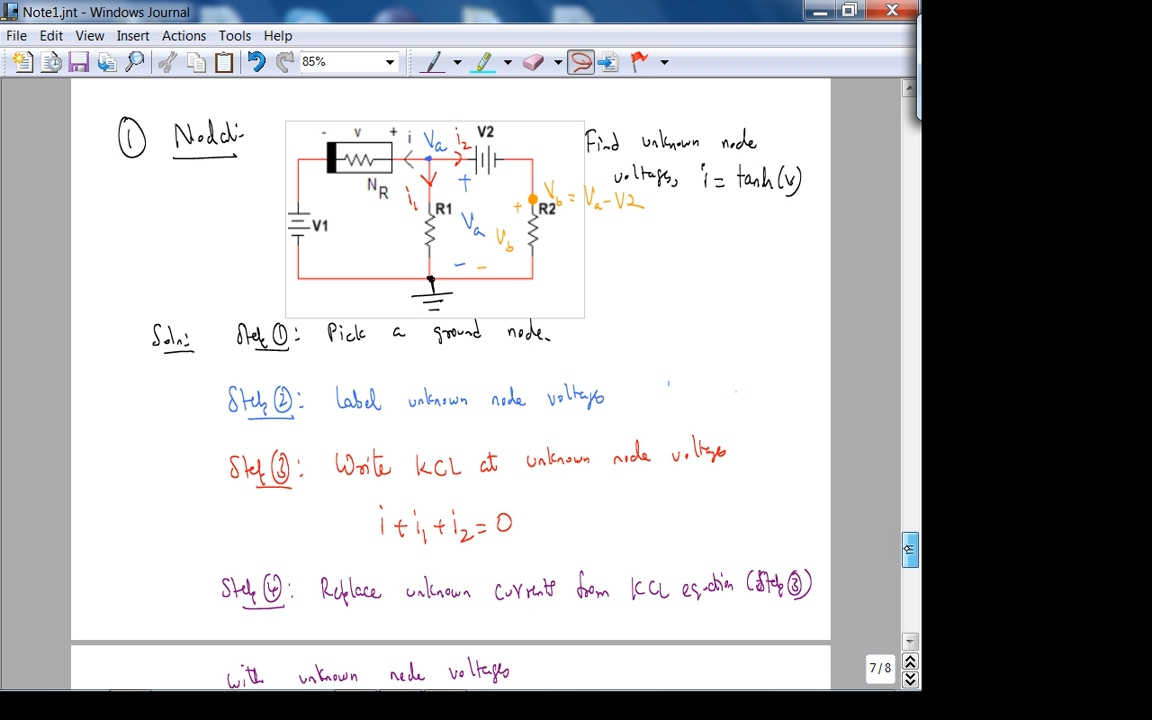 Note1.jnt - Windows Journal
File Edit View Insert Actions Tools Help
85%
① Nodal:
- v + i Va i2 V2
Find unknown node
voltages, i = tanh(v)
NR
i1 + Vb = Va-V2
V1 R1 + R2
Va Vb
- -
Soln: Step ①: Pick a ground node.
Step ②: Label unknown node voltages
Step ③: Write KCL at unknown node voltages
i + i1 + i2 = 0
Step ④: Replace unknown currents from KCL equation (Step ③)
with unknown node voltages
7 / 8